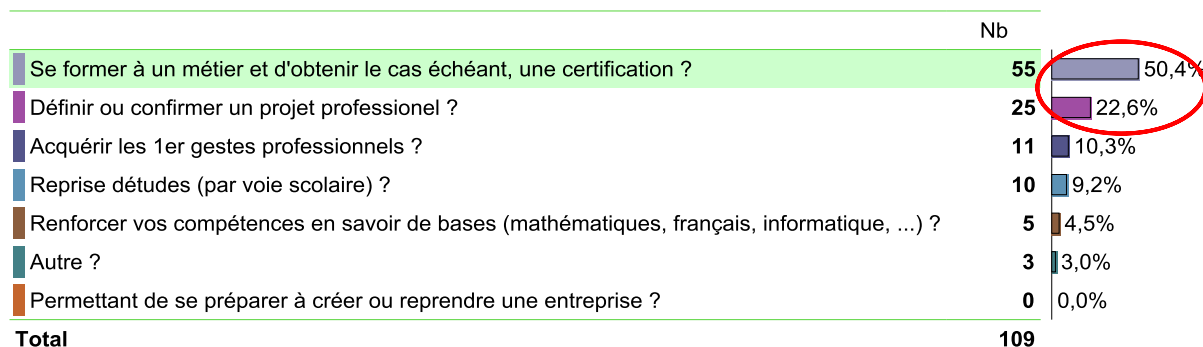 Nb
Se former à un métier et d'obtenir le cas échéant, une certification ? 55 50,4%
Définir ou confirmer un projet professionel ? 25 22,6%
Acquérir les 1er gestes professionnels ? 11 10,3%
Reprise détudes (par voie scolaire) ? 10 9,2%
Renforcer vos compétences en savoir de bases (mathématiques, français, informatique, ...) ? 5 4,5%
Autre ? 3 3,0%
Permettant de se préparer à créer ou reprendre une entreprise ? 0 0,0%
Total 109